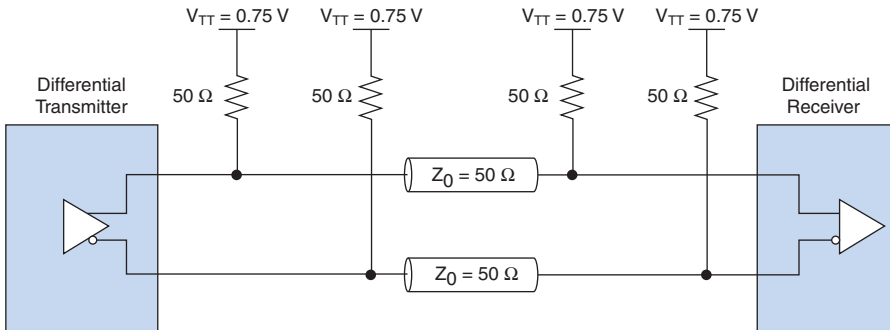 V_TT = 0.75 V V_TT = 0.75 V V_TT = 0.75 V V_TT = 0.75 V
Differential
Transmitter
50 Ω 50 Ω 50 Ω 50 Ω
Differential
Receiver
Z_0 = 50 Ω
Z_0 = 50 Ω